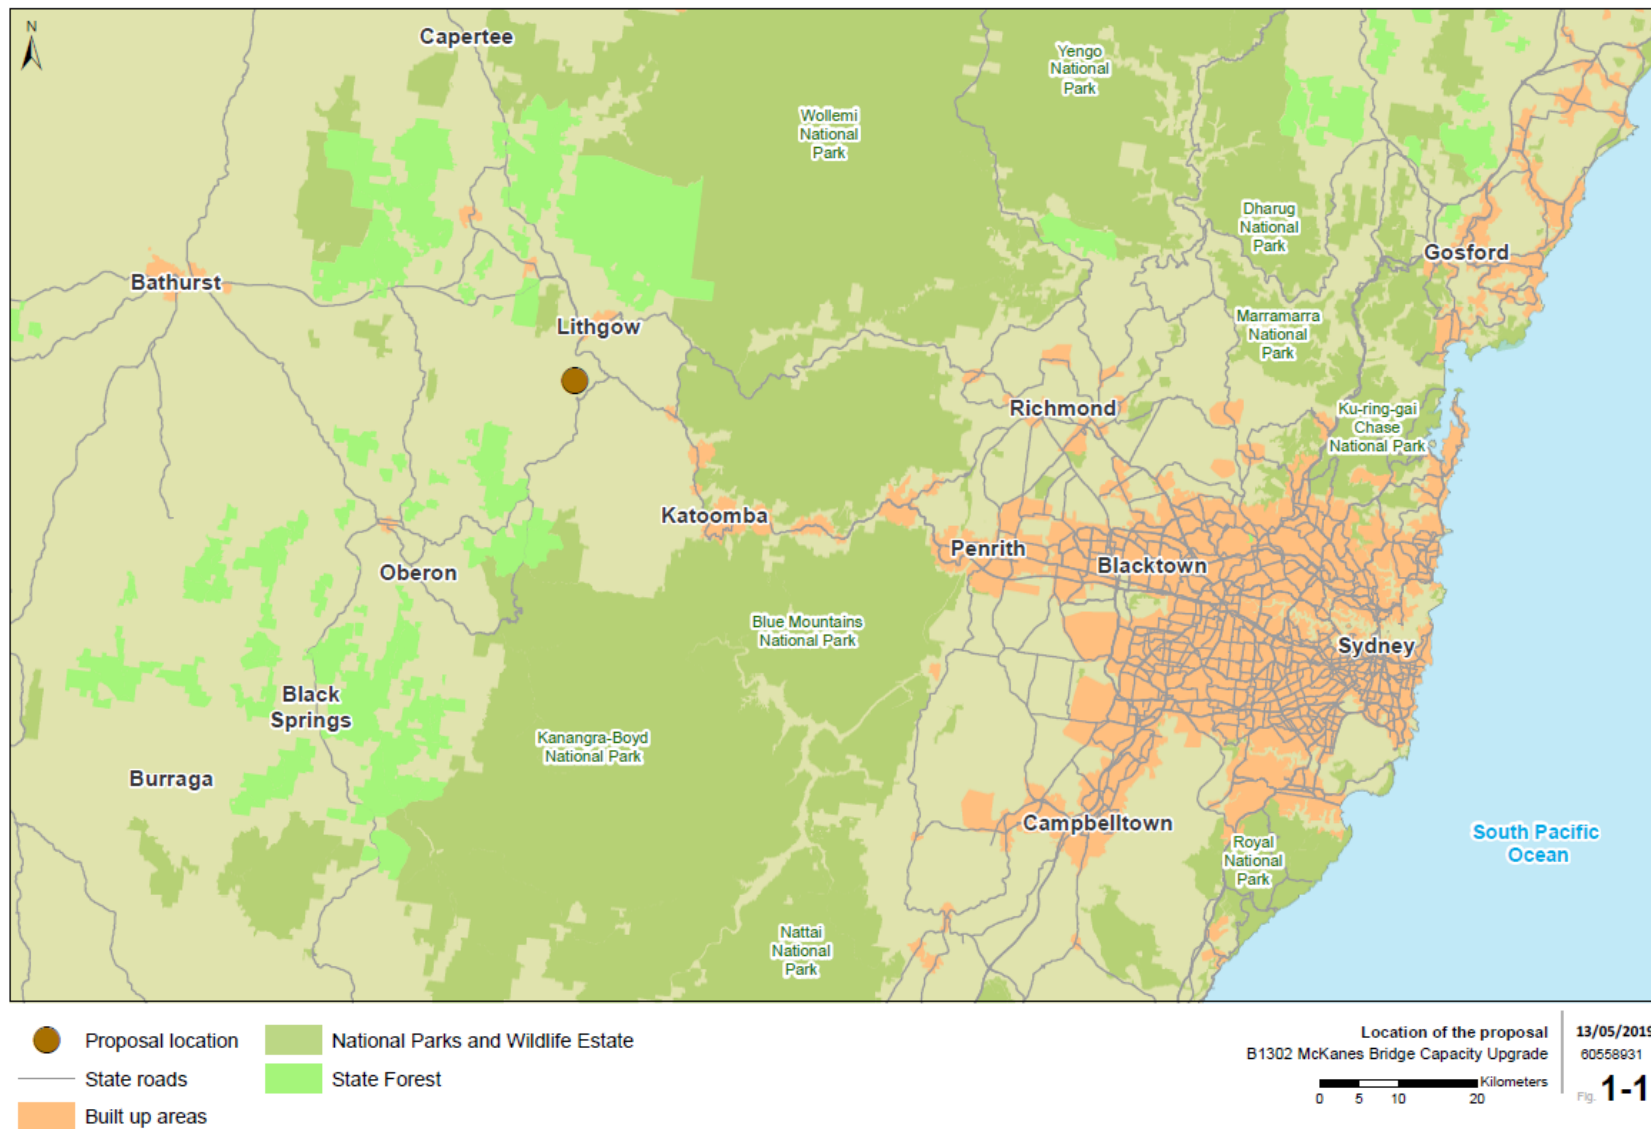 N
Capertee
Yengo
National
Park
Wollemi
National
Park
Dharug
National
Park
Gosford
Bathurst
Lithgow
Marramarra
National
Park
Richmond
Ku-ring-gai
Chase
National Park
Katoomba
Penrith
Blacktown
Oberon
Blue Mountains
National Park
Sydney
Black
Springs
Kanangra-Boyd
National Park
Burraga
Campbelltown
South Pacific
Ocean
Royal
National
Park
Nattai
National
Park
Proposal location
State roads
Built up areas
National Parks and Wildlife Estate
State Forest
Location of the proposal
B1302 McKanes Bridge Capacity Upgrade
Kilometers
0 5 10 20
13/05/2019
60558931
Fig. 1-1